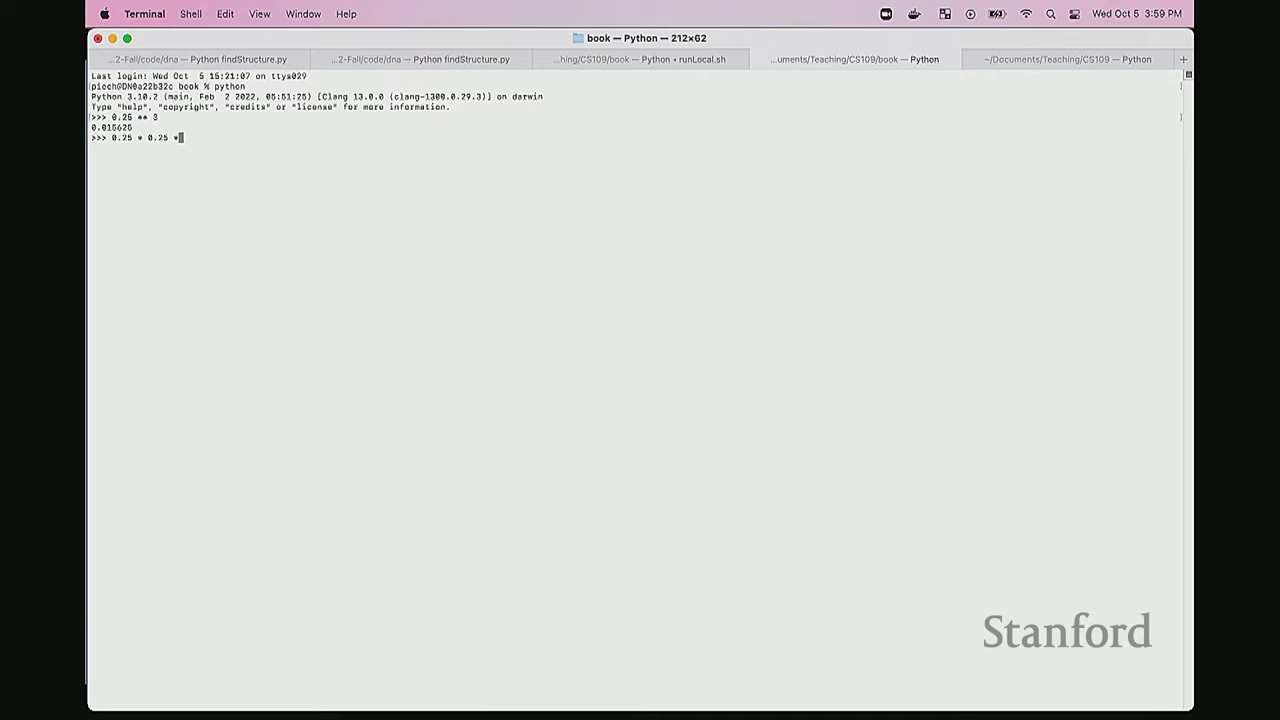 Terminal Shell Edit View Window Help Wed Oct 5 3:59 PM
book — Python — 212×62
...2-Fall/code/dna — Python findStructure.py ...2-Fall/code/dna — Python findStructure.py ...hing/CS109/book — Python • runLocal.sh ...uments/Teaching/CS109/book — Python ~/Documents/Teaching/CS109 — Python +
Last login: Wed Oct  5 15:21:07 on ttys029
[piech@DN0a22b32c book % python ]
Python 3.10.2 (main, Feb  2 2022, 05:51:25) [Clang 13.0.0 (clang-1300.0.29.3)] on darwin
Type "help", "copyright", "credits" or "license" for more information.
[>>> 0.25 ** 3 ]
0.015625
>>> 0.25 * 0.25 *
Stanford